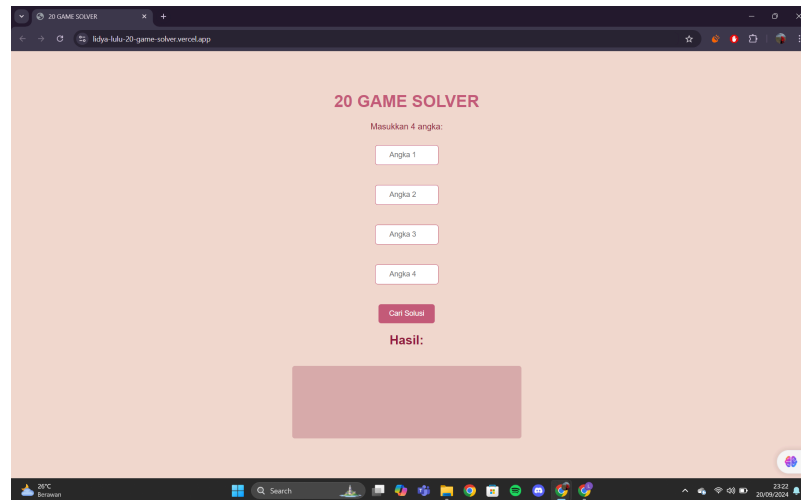 20 GAME SOLVER
lidya-lulu-20-game-solver.vercel.app
20 GAME SOLVER
Masukkan 4 angka:
Angka 1
Angka 2
Angka 3
Angka 4
Cari Solusi
Hasil:
26°C
Berawan
Search
23:22
20/09/2024